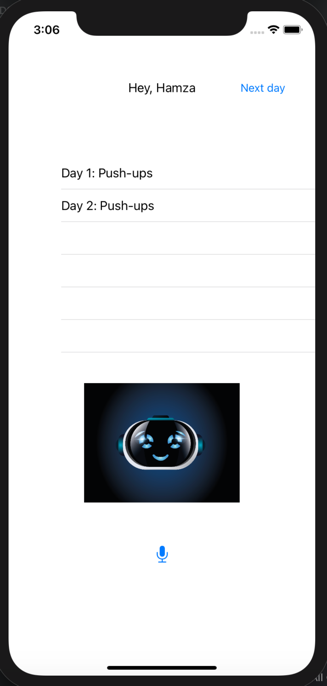 3:06
Hey, Hamza
Next day
Day 1: Push-ups
Day 2: Push-ups